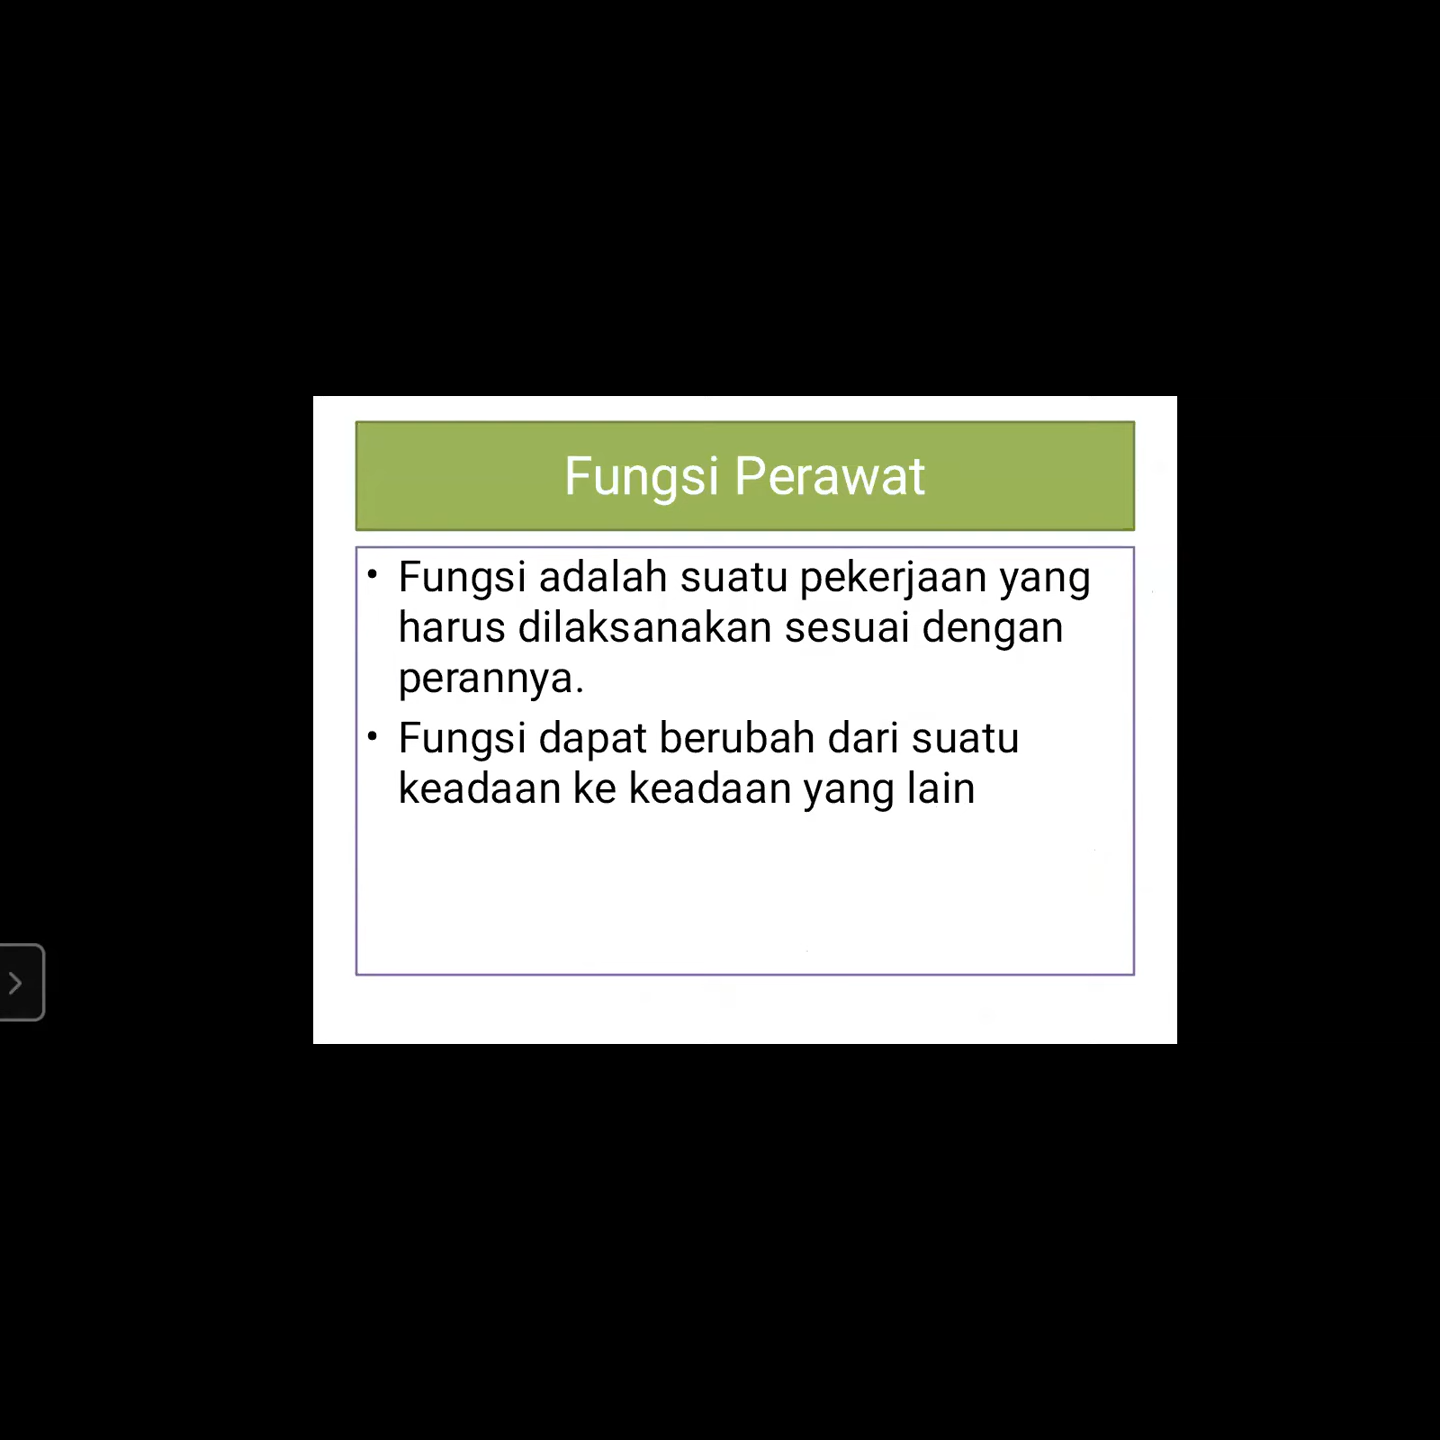 Fungsi Perawat
• Fungsi adalah suatu pekerjaan yang
harus dilaksanakan sesuai dengan
perannya.
• Fungsi dapat berubah dari suatu
keadaan ke keadaan yang lain